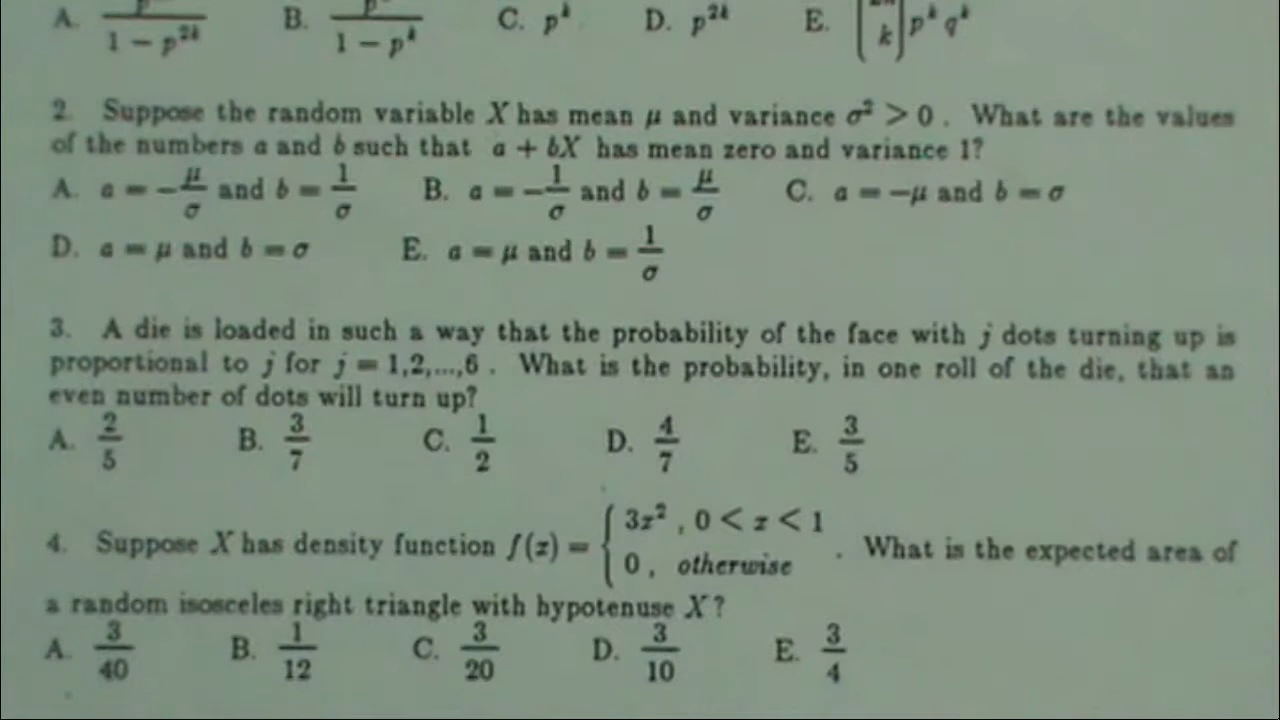 A. p / 1 − p²ᵏ B. p / 1 − pᵏ C. pᵏ D. p²ᵏ E. ( k ) pᵏ qᵏ
2. Suppose the random variable X has mean μ and variance σ² > 0 . What are the values
of the numbers a and b such that a + bX has mean zero and variance 1?
A. a = −μ/σ and b = 1/σ B. a = −1/σ and b = μ/σ C. a = −μ and b = σ
D. a = μ and b = σ E. a = μ and b = 1/σ
3. A die is loaded in such a way that the probability of the face with j dots turning up is
proportional to j for j = 1,2,...,6 . What is the probability, in one roll of the die, that an
even number of dots will turn up?
A. 2/5 B. 3/7 C. 1/2 D. 4/7 E. 3/5
4. Suppose X has density function f(x) = { 3x² , 0 < x < 1
0 , otherwise . What is the expected area of
a random isosceles right triangle with hypotenuse X ?
A. 3/40 B. 1/12 C. 3/20 D. 3/10 E. 3/4